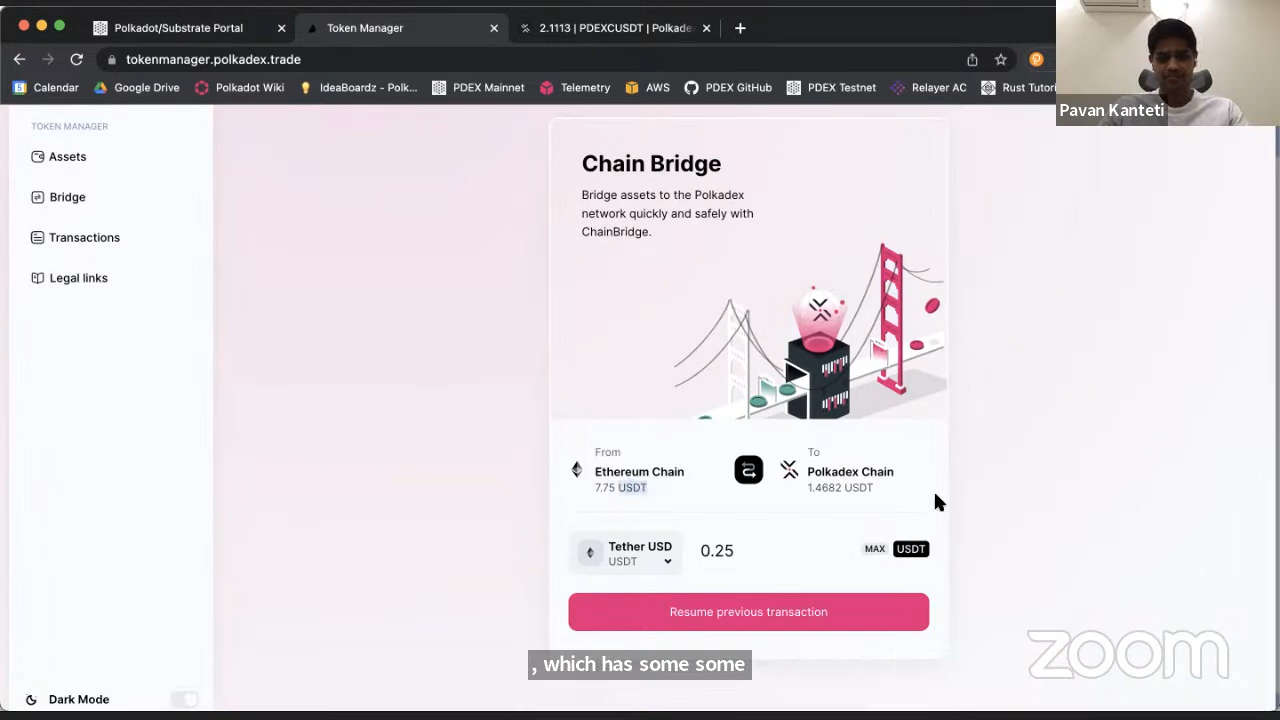 Polkadot/Substrate Portal
Token Manager
2.1113 | PDEXCUSDT | Polkade
tokenmanager.polkadex.trade
Calendar
Google Drive
Polkadot Wiki
IdeaBoardz - Polk...
PDEX Mainnet
Telemetry
AWS
PDEX GitHub
PDEX Testnet
Relayer AC
Rust Tutori
Pavan Kanteti
TOKEN MANAGER
Assets
Bridge
Transactions
Legal links
Dark Mode
Chain Bridge
Bridge assets to the Polkadex
network quickly and safely with
ChainBridge.
From
Ethereum Chain
7.75 USDT
To
Polkadex Chain
1.4682 USDT
Tether USD
USDT
0.25
MAX
USDT
Resume previous transaction
, which has some some
zoom